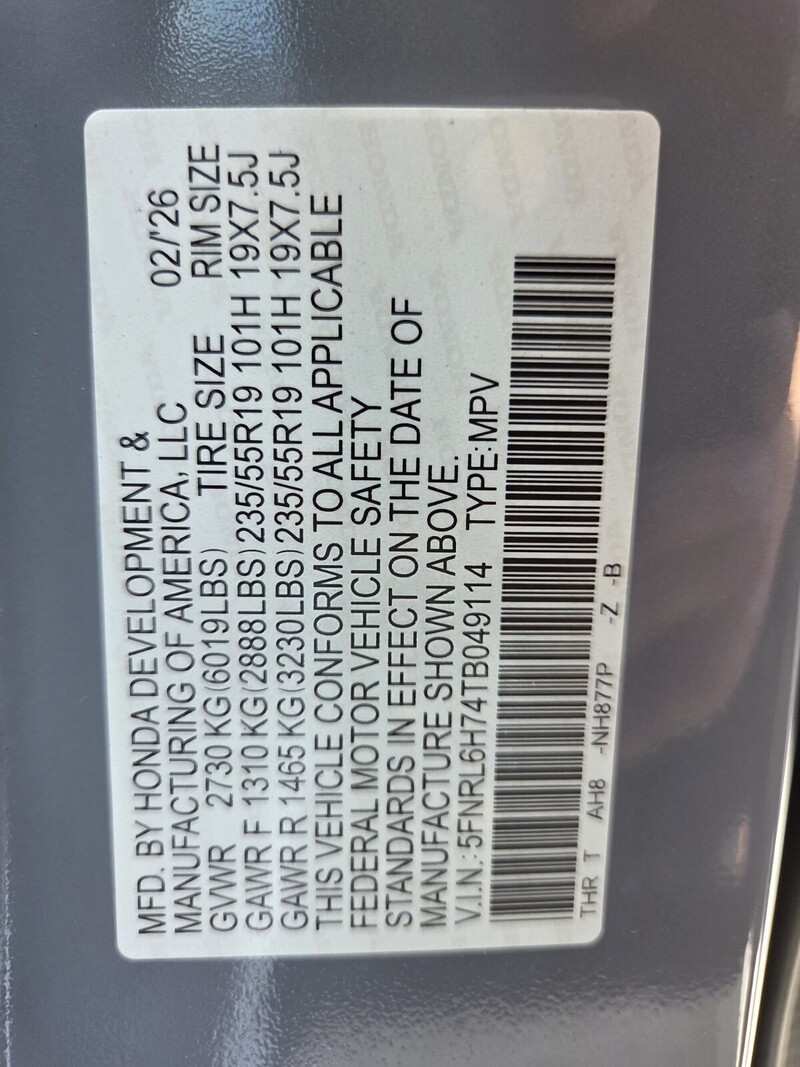 MFD. BY HONDA DEVELOPMENT &
MANUFACTURING OF AMERICA, LLC 02/'26
GVWR 2730 KG(6019LBS) TIRE SIZE RIM SIZE
GAWR F 1310 KG(2888LBS) 235/55R19 101H 19X7.5J
GAWR R 1465 KG(3230LBS) 235/55R19 101H 19X7.5J
THIS VEHICLE CONFORMS TO ALL APPLICABLE
FEDERAL MOTOR VEHICLE SAFETY
STANDARDS IN EFFECT ON THE DATE OF
MANUFACTURE SHOWN ABOVE.
V.I.N.: 5FNRL6H74TB049114 TYPE:MPV
THR T AH8 -NH877P -Z -B